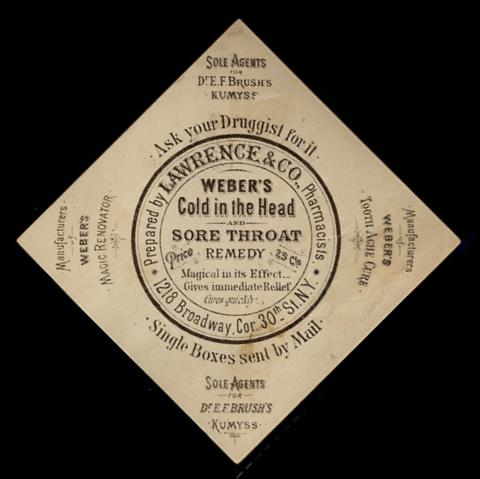 SOLE AGENTS
FOR
Dr. E. F. BRUSH'S
KUMYSS
Ask your Druggist for it
Prepared by LAWRENCE & CO., Pharmacists
WEBER'S
Cold in the Head
AND
SORE THROAT
REMEDY
Price 25 Cts
Magical in its Effect..
Gives immediate Relief
Cures quickly.
1218 Broadway, Cor. 30th St. N.Y.
Single Boxes sent by Mail.
Manufacturers
of
WEBER'S
MAGIC RENOVATOR
Manufacturers
of
WEBER'S
TOOTH ACHE CURE
SOLE AGENTS
FOR
Dr. E. F. BRUSH'S
KUMYSS